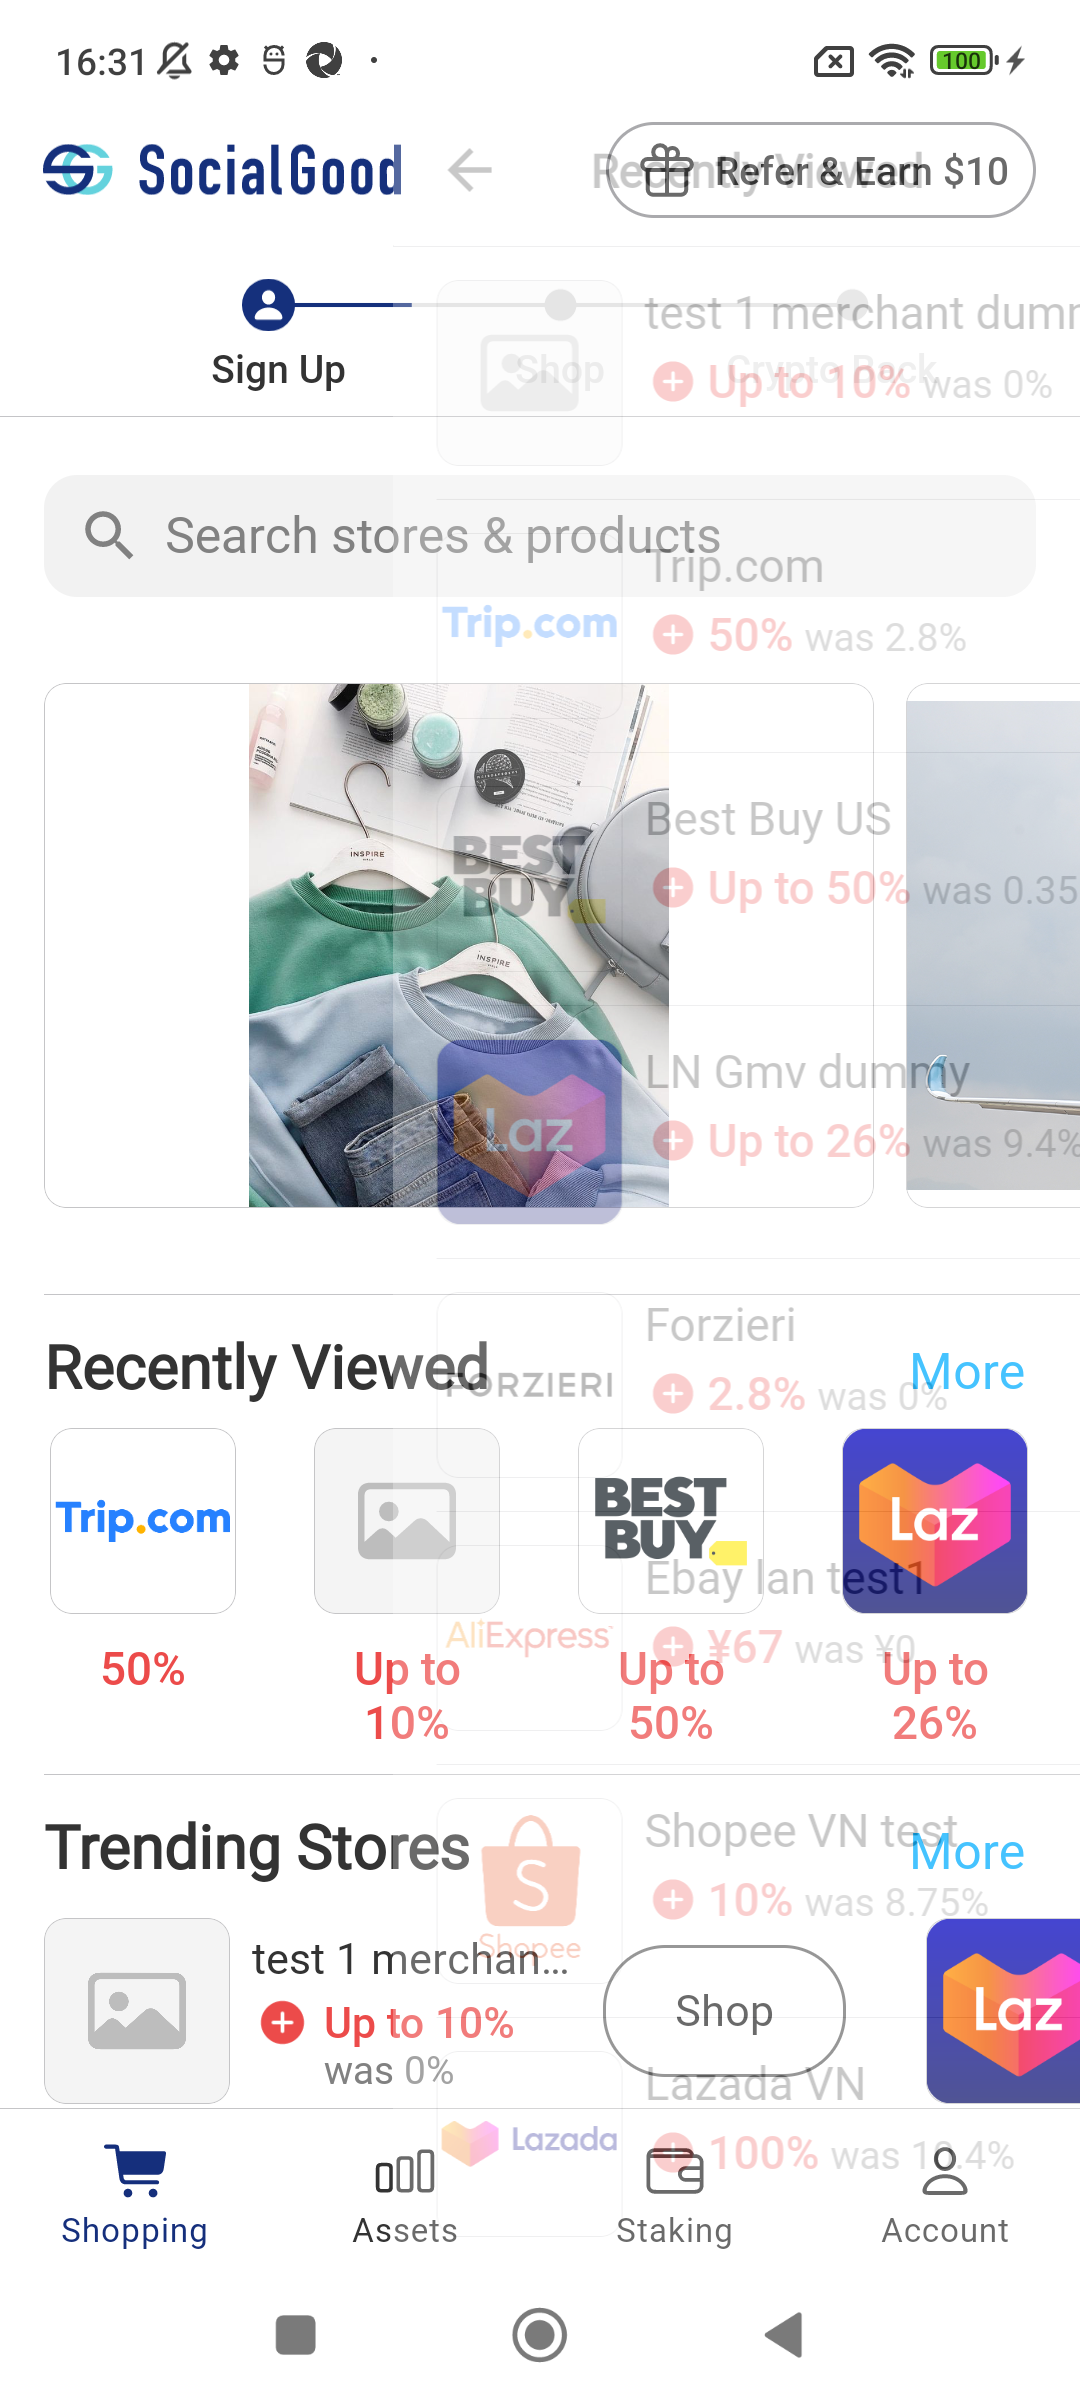 16:31
100
SocialGood
Recently Viewed
Refer & Earn $10
test 1 merchant dumm
Sign Up
Shop
Crypto Back
Up to 10% was 0%
Search stores & products
Trip.com
Trip.com
50% was 2.8%
INSPIRE
INSPIRE
Best Buy US
BEST BUY
Up to 50% was 0.35
LN Gmv dummy
Laz
Up to 26% was 9.4%
Forzieri
Recently Viewed
More
FORZIERI
2.8% was 0%
Trip.com
BEST
BUY
Laz
Ebay lan test1
AliExpress
¥67 was ¥0
50%
Up to
10%
Up to
50%
Up to
26%
Shopee VN test
Trending Stores
More
10% was 8.75%
Shopee
test 1 merchan...
Up to 10%
was 0%
Shop
Laz
Lazada VN
Lazada
100% was 10.4%
Shopping
Assets
Staking
Account